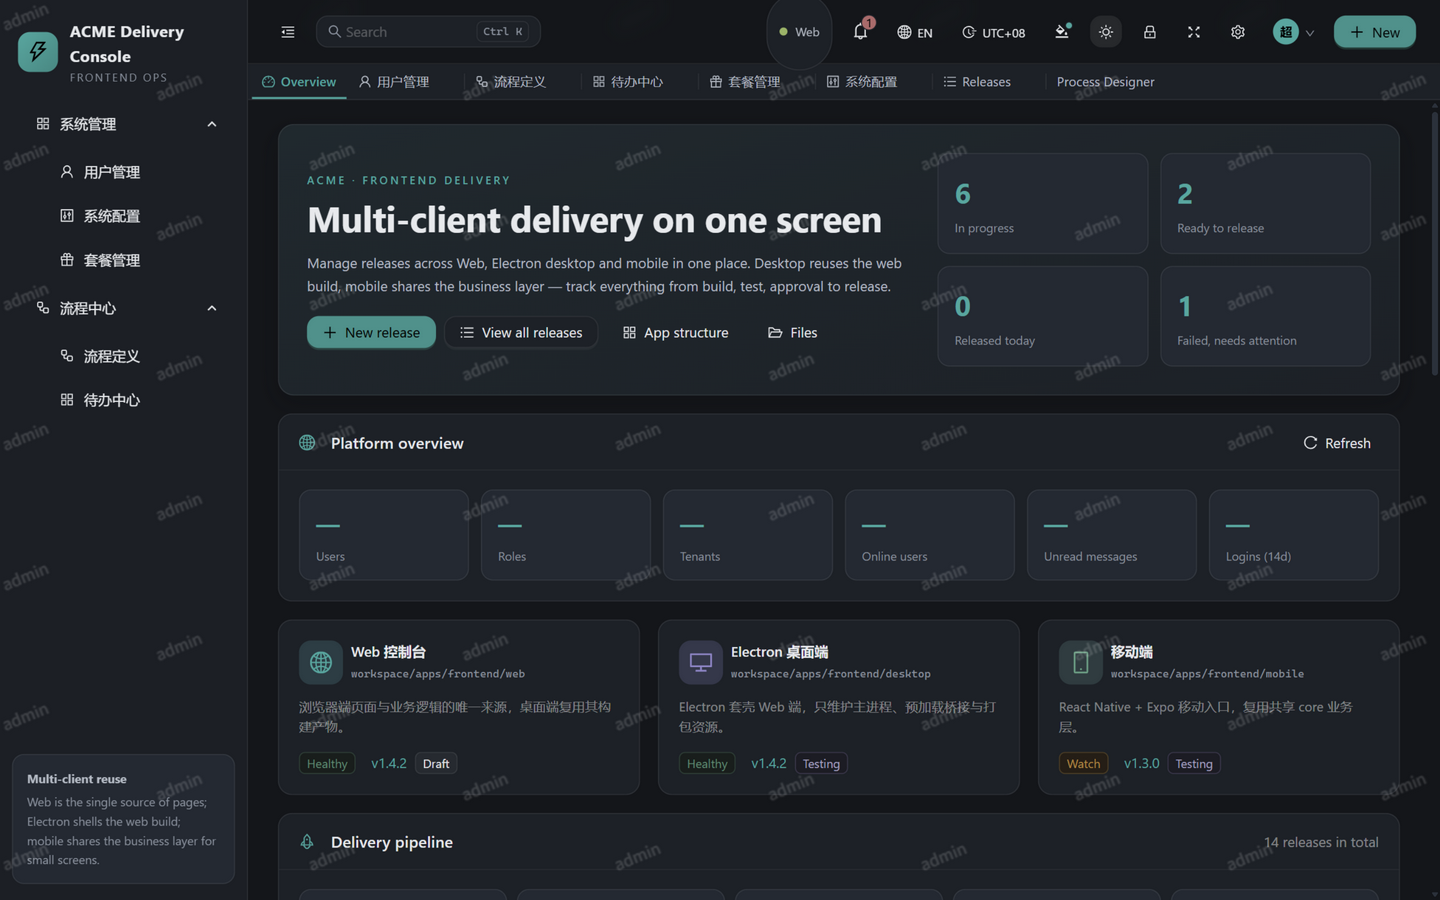 ACME Delivery
Console
FRONTEND OPS
Search
Ctrl K
Web
1
EN
UTC+08
超
New
Overview
用户管理
流程定义
待办中心
套餐管理
系统配置
Releases
Process Designer
系统管理
用户管理
系统配置
套餐管理
流程中心
流程定义
待办中心
Multi-client reuse
Web is the single source of pages;
Electron shells the web build;
mobile shares the business layer for
small screens.
ACME · FRONTEND DELIVERY
Multi-client delivery on one screen
Manage releases across Web, Electron desktop and mobile in one place. Desktop reuses the web
build, mobile shares the business layer — track everything from build, test, approval to release.
New release
View all releases
App structure
Files
6
In progress
2
Ready to release
0
Released today
1
Failed, needs attention
Platform overview
Refresh
—
Users
—
Roles
—
Tenants
—
Online users
—
Unread messages
—
Logins (14d)
Web 控制台
workspace/apps/frontend/web
浏览器端页面与业务逻辑的唯一来源，桌面端复用其构
建产物。
Healthy
v1.4.2
Draft
Electron 桌面端
workspace/apps/frontend/desktop
Electron 套壳 Web 端，只维护主进程、预加载桥接与打
包资源。
Healthy
v1.4.2
Testing
移动端
workspace/apps/frontend/mobile
React Native + Expo 移动入口，复用共享 core 业务
层。
Watch
v1.3.0
Testing
Delivery pipeline
14 releases in total
admin